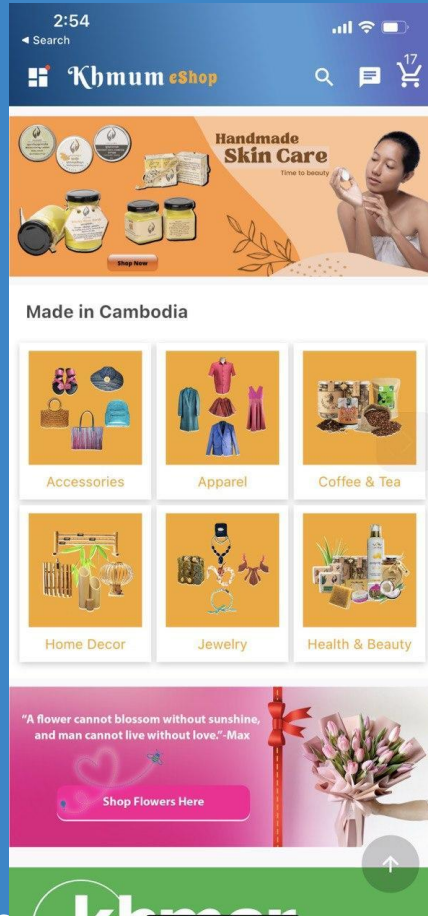 2:54
◀ Search
Khmum eShop
17
Handmade
Skin Care
Time to beauty
Shop Now
Made in Cambodia
Accessories
Apparel
Coffee & Tea
Home Decor
Jewelry
Health & Beauty
"A flower cannot blossom without sunshine,
and man cannot live without love."-Max
Shop Flowers Here
khmer